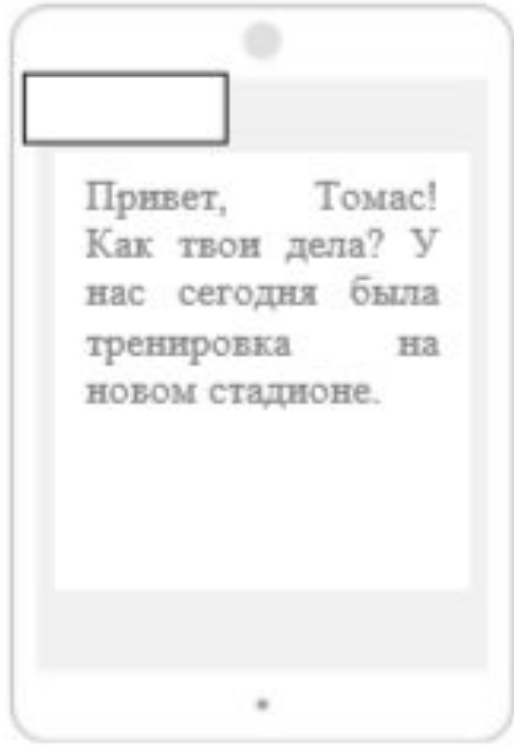 Привет, Томас!
Как твои дела? У
нас сегодня была
тренировка на
новом стадионе.